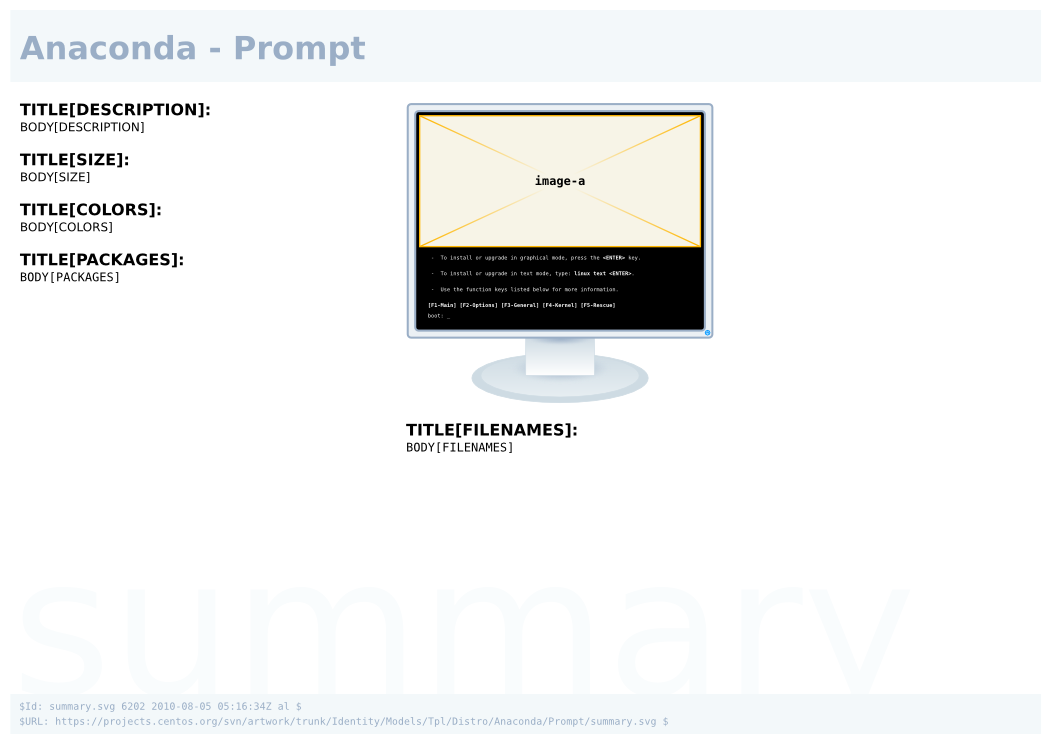 Anaconda - Prompt
TITLE[DESCRIPTION]:
BODY[DESCRIPTION]
TITLE[SIZE]:
BODY[SIZE]
TITLE[COLORS]:
BODY[COLORS]
TITLE[PACKAGES]:
BODY[PACKAGES]
image-a
- To install or upgrade in graphical mode, press the <ENTER> key.
- To install or upgrade in text mode, type: linux text <ENTER>.
- Use the function keys listed below for more information.
[F1-Main] [F2-Options] [F3-General] [F4-Kernel] [F5-Rescue]
boot: _
TITLE[FILENAMES]:
BODY[FILENAMES]
summary
$Id: summary.svg 6202 2010-08-05 05:16:34Z al $
$URL: https://projects.centos.org/svn/artwork/trunk/Identity/Models/Tpl/Distro/Anaconda/Prompt/summary.svg $